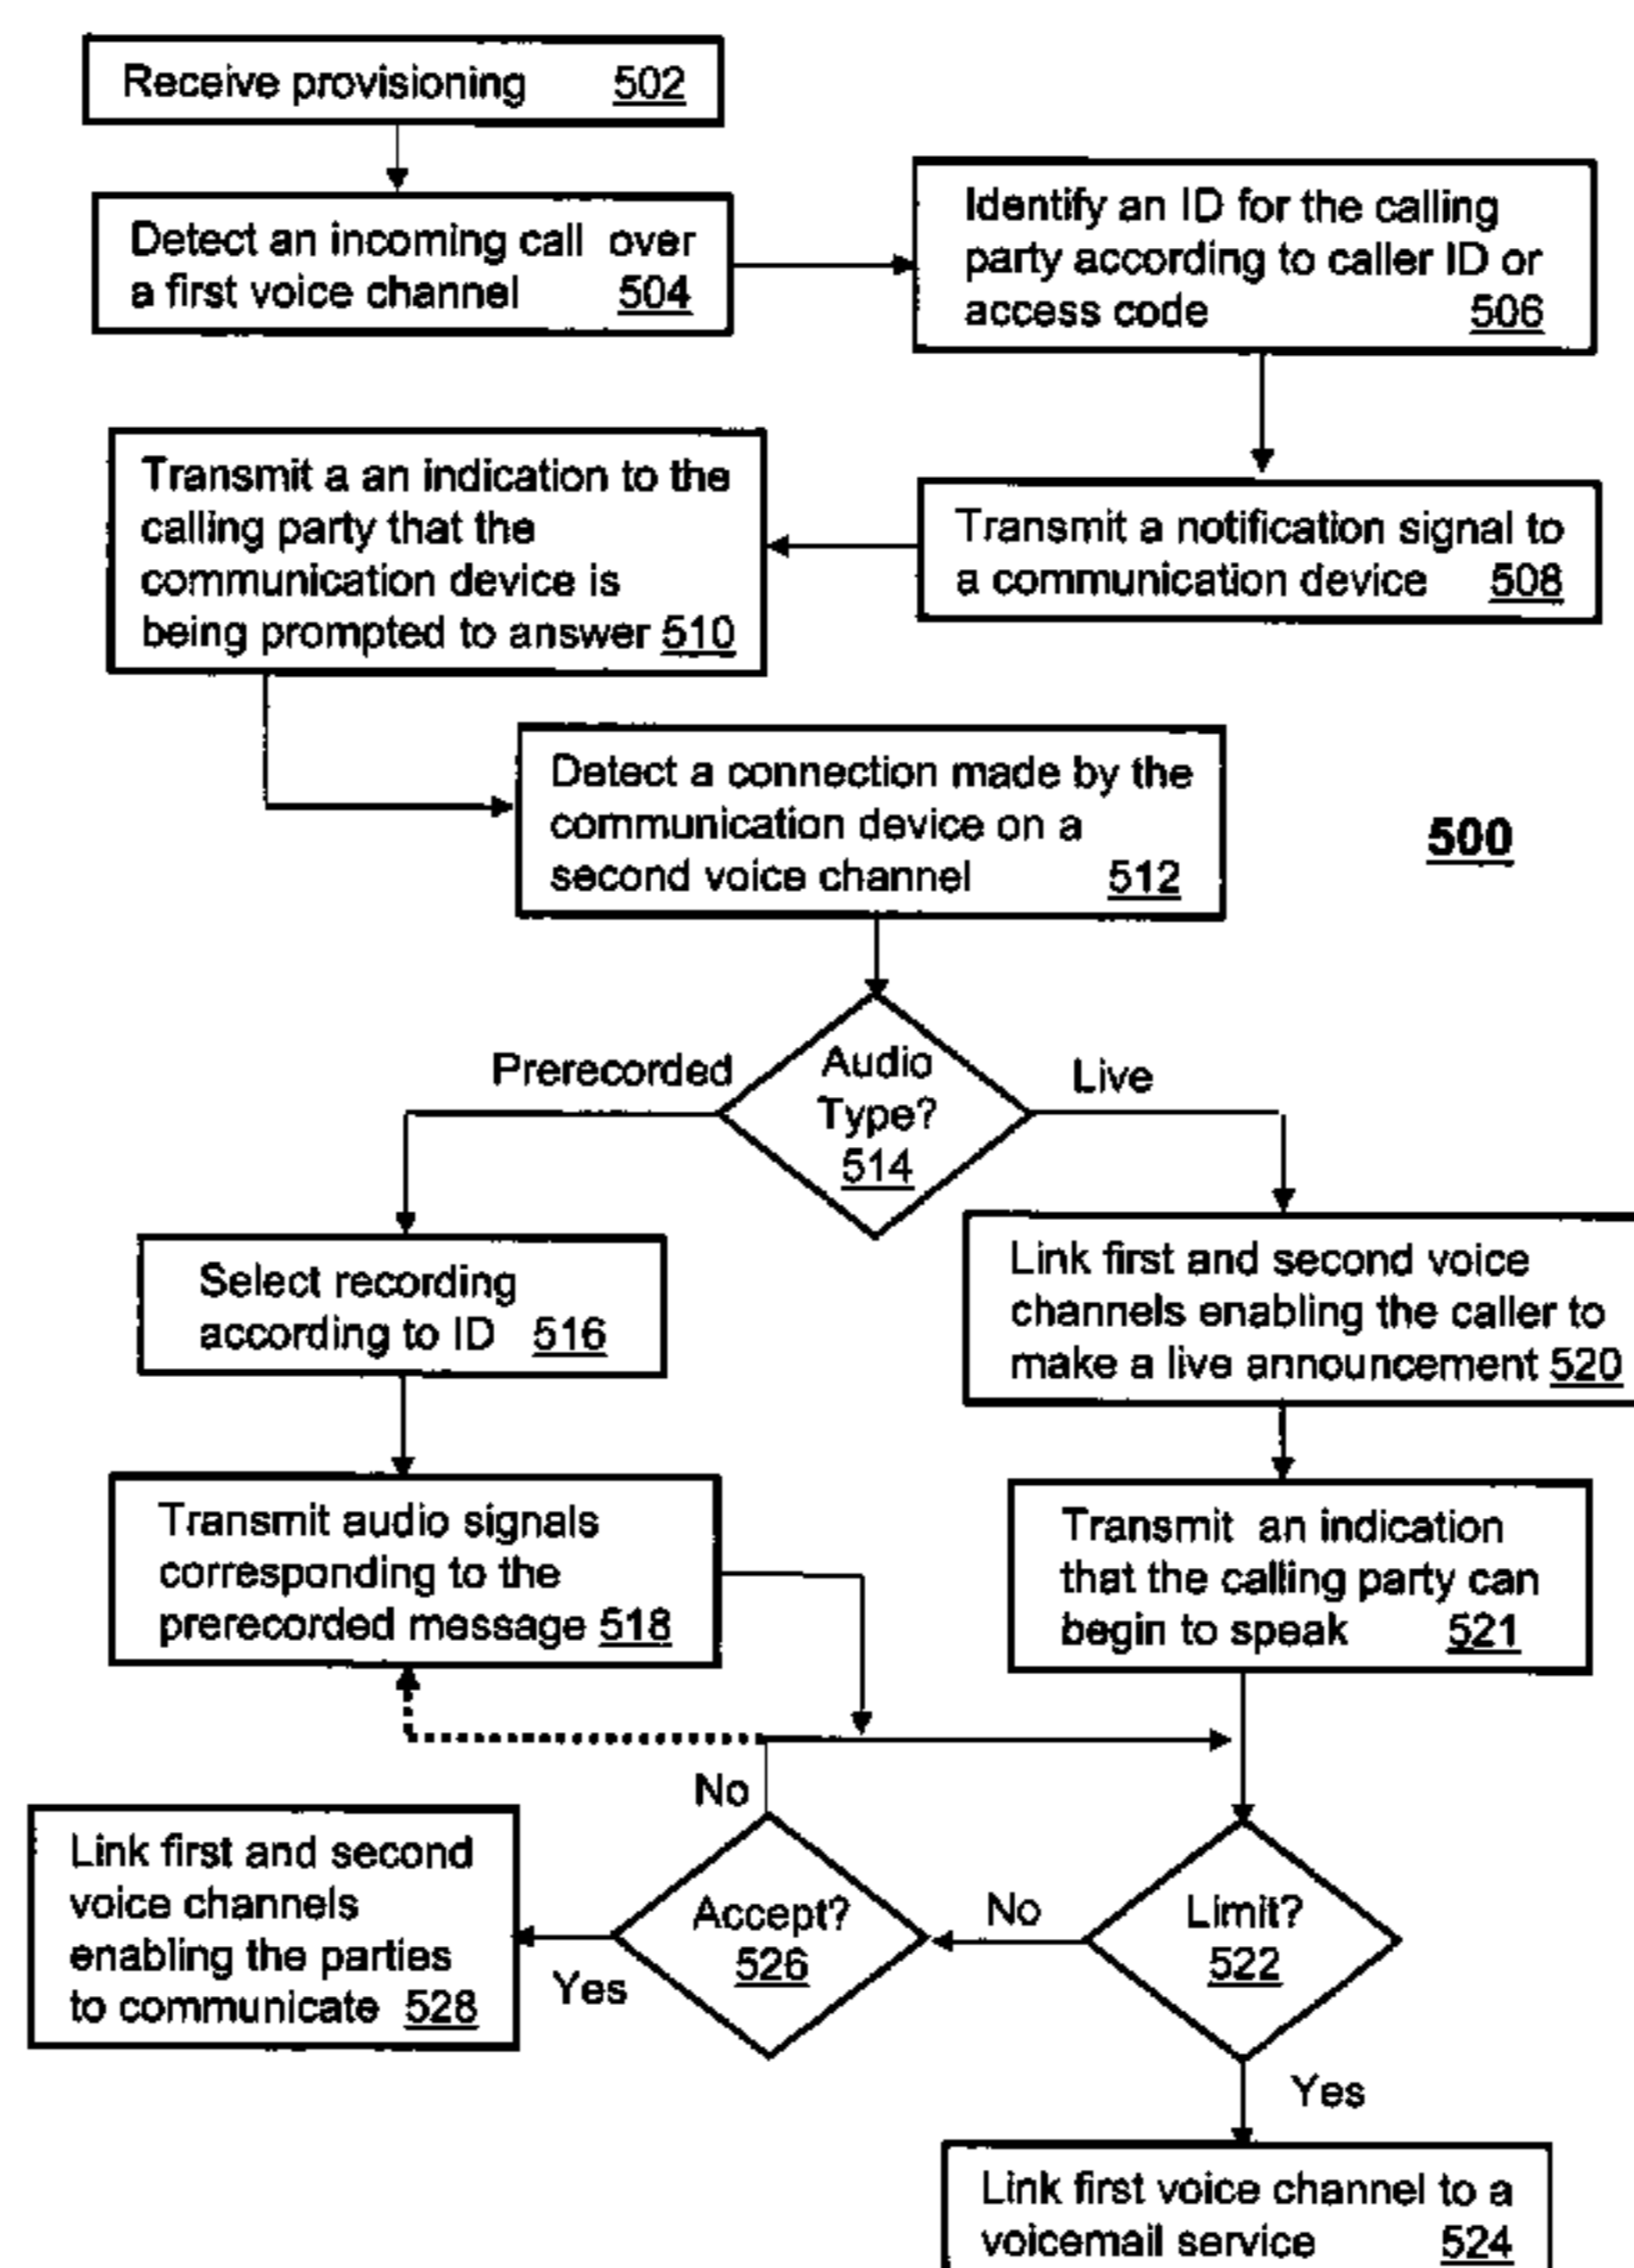 Receive provisioning 502
Detect an incoming call over
a first voice channel 504
Identify an ID for the calling
party according to caller ID or
access code 506
Transmit a an indication to the
calling party that the
communication device is
being prompted to answer 510
Transmit a notification signal to
a communication device 508
Detect a connection made by the
communication device on a
second voice channel 512
500
Prerecorded
Audio
Type?
514
Live
Select recording
according to ID 516
Link first and second voice
channels enabling the caller to
make a live announcement 520
Transmit audio signals
corresponding to the
prerecorded message 518
Transmit an indication
that the calling party can
begin to speak 521
No
Link first and second
voice channels
enabling the parties
to communicate 528
Yes
Accept?
526
No
Limit?
522
Yes
Link first voice channel to a
voicemail service 524